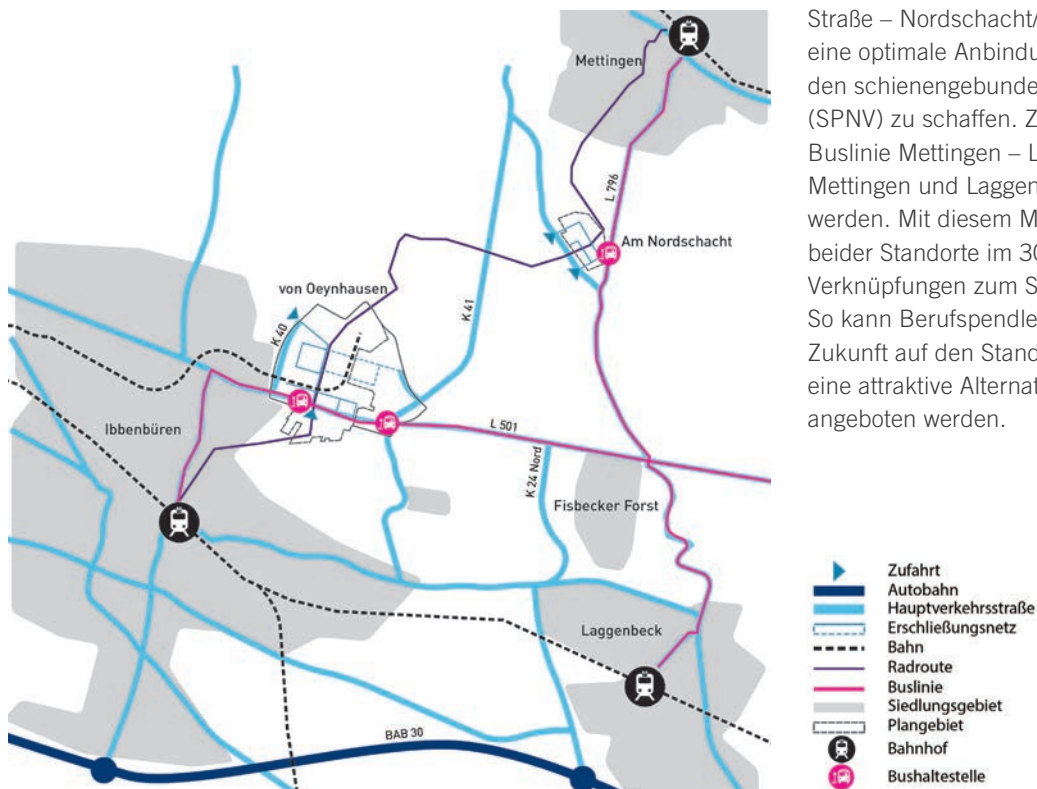 Straße – Nordschacht/
eine optimale Anbindu
den schienengebunde
(SPNV) zu schaffen. Z
Buslinie Mettingen – L
Mettingen und Laggen
werden. Mit diesem M
beider Standorte im 30
Verknüpfungen zum S
So kann Berufspendle
Zukunft auf den Stand
eine attraktive Alternat
angeboten werden.
Mettingen
L 796
Am Nordschacht
von Oeynhausen
K 40
K 41
Ibbenbüren
L 501
K 24 Nord
Fisbecker Forst
Laggenbeck
BAB 30
Zufahrt
Autobahn
Hauptverkehrsstraße
Erschließungsnetz
Bahn
Radroute
Buslinie
Siedlungsgebiet
Plangebiet
Bahnhof
Bushaltestelle